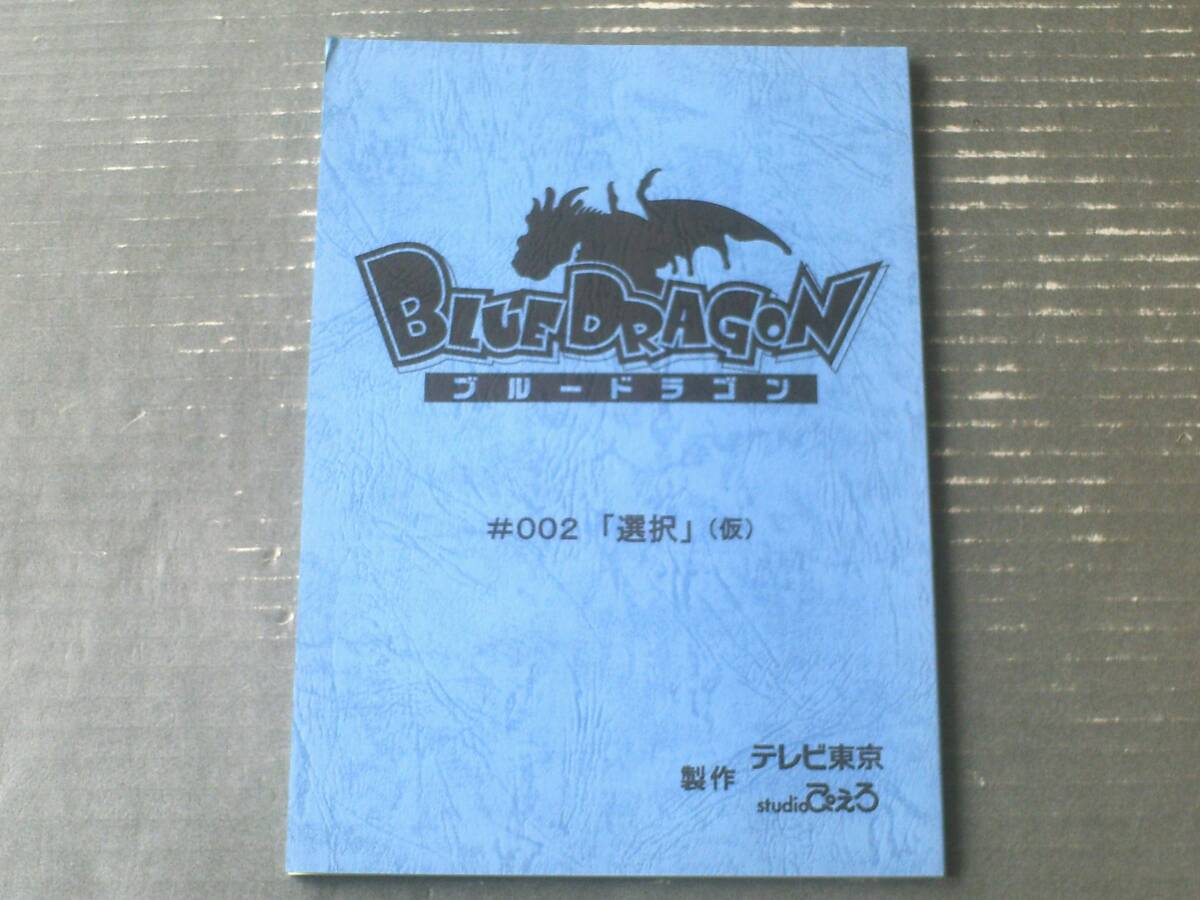 BLUE DRAGON
ブルードラゴン
#002「選択」(仮)
製作 テレビ東京
studioぴえろ